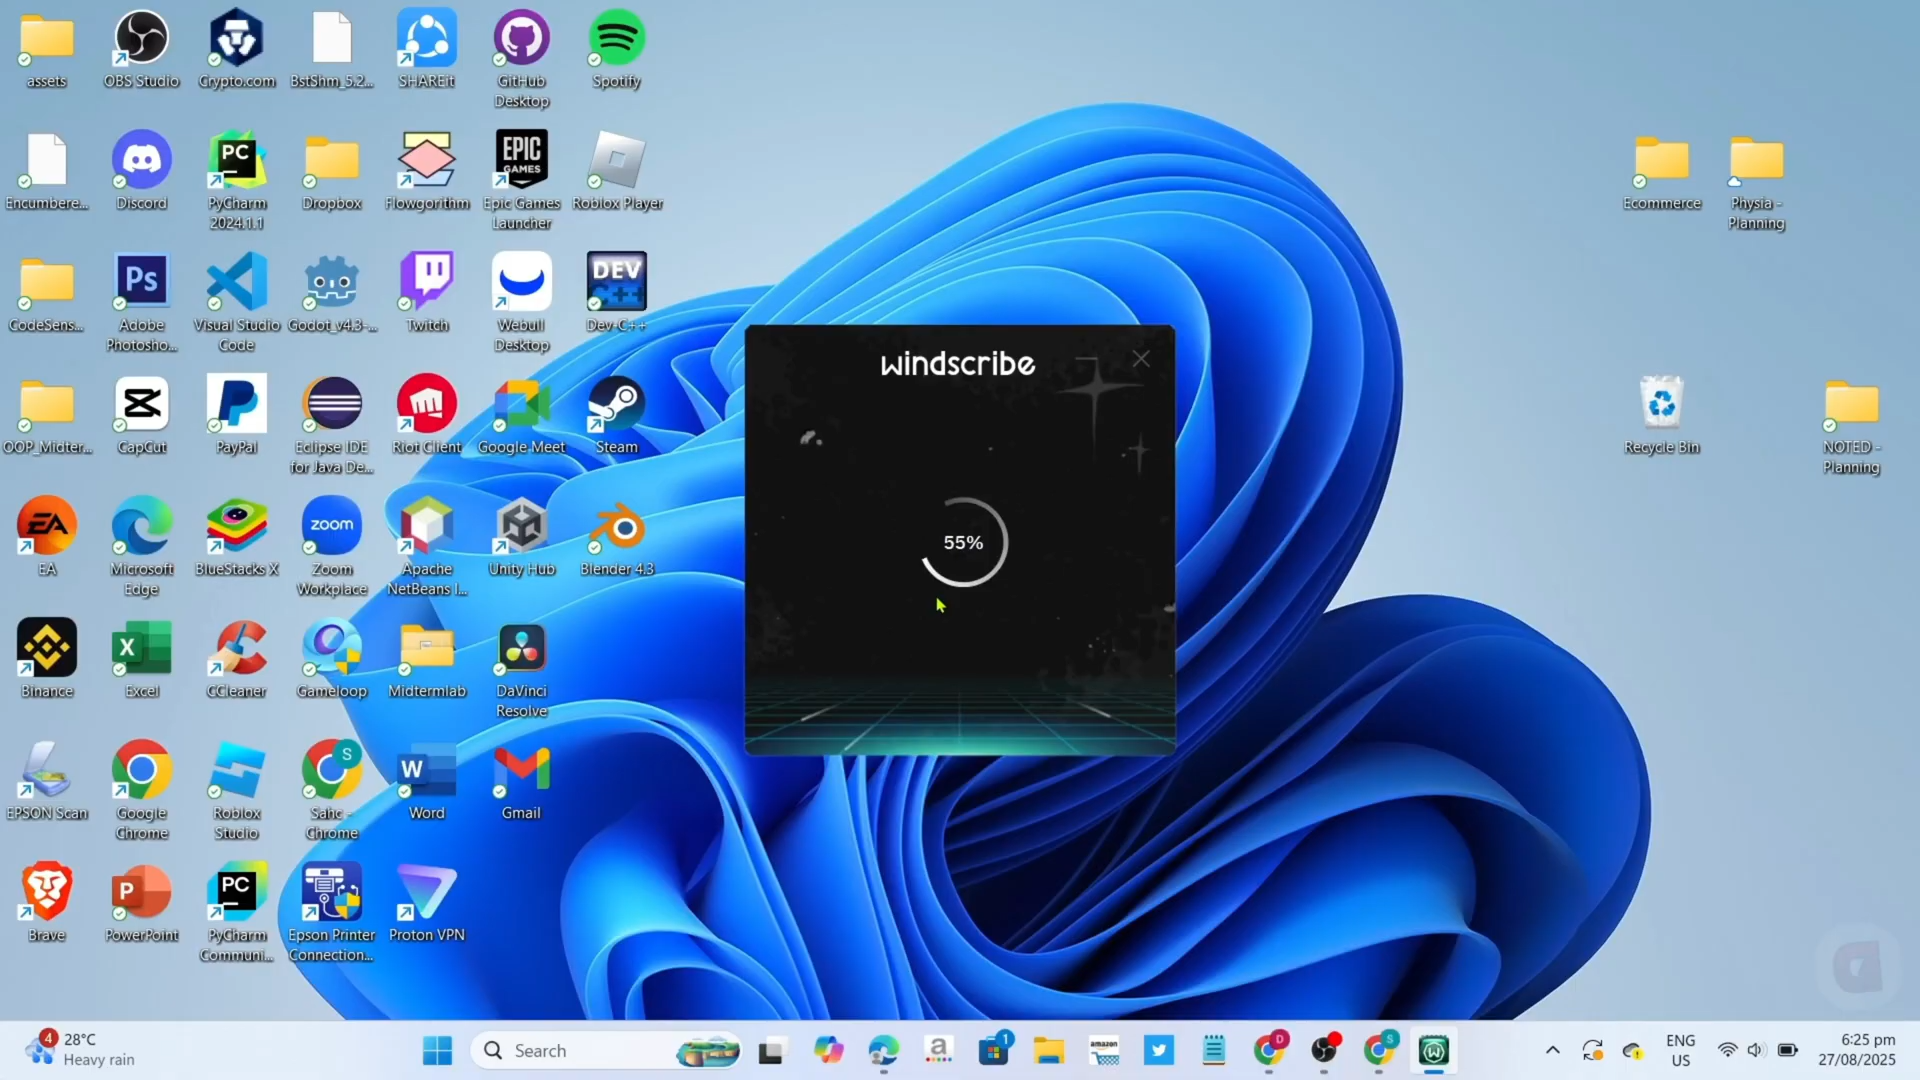 assets
OBS Studio
Crypto.com
BstShm_5.2...
SHAREit
GitHub
Desktop
Spotify
Encumbere...
Discord
PC
PyCharm
2024.1.1
Dropbox
Flowgorithm
EPIC
GAMES
Epic Games
Launcher
Roblox Player
Ecommerce
Physia -
Planning
CodeSens...
Ps
Adobe
Photosho...
Visual Studio
Code
Godot_v4.3-...
Twitch
Webull
Desktop
DEV
C++
Dev-C++
windscribe
OOP_Midter...
CapCut
PayPal
Eclipse IDE
for Java De...
Riot Client
Google Meet
Steam
Recycle Bin
NOTED -
Planning
EA
EA
Microsoft
Edge
BlueStacks X
zoom
Zoom
Workplace
Apache
NetBeans I...
Unity Hub
Blender 4.3
55%
Binance
X
Excel
CCleaner
Gameloop
Midtermlab
DaVinci
Resolve
EPSON Scan
Google
Chrome
Roblox
Studio
S
Sahc -
Chrome
W
Word
Gmail
Brave
P
PowerPoint
PC
PyCharm
Communi...
Epson Printer
Connection...
Proton VPN
4
28°C
Heavy rain
Search
a
1
amazon
D
S
W
ENG
US
6:25 pm
27/08/2025